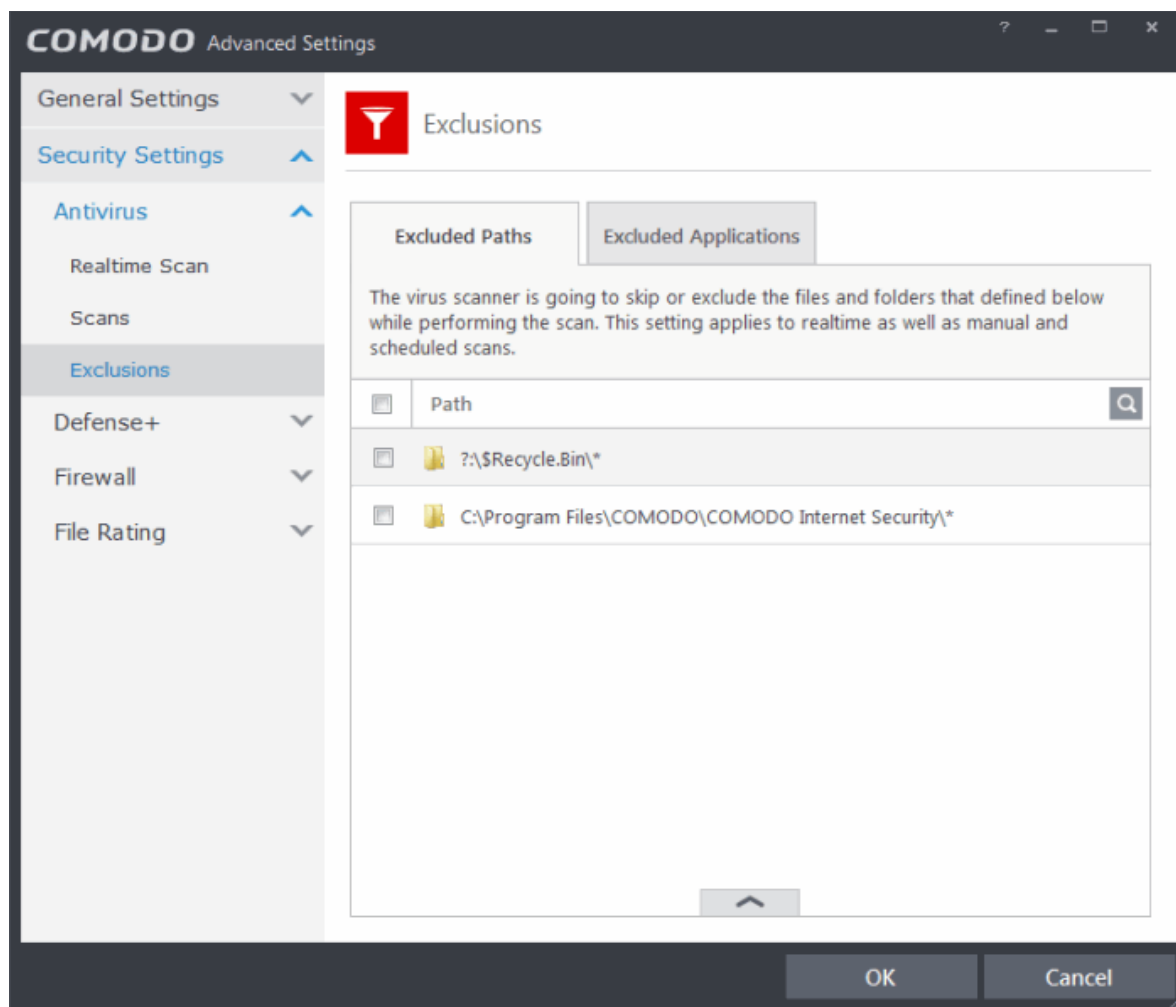 COMODO Advanced Settings
?
General Settings
Security Settings
Antivirus
Realtime Scan
Scans
Exclusions
Defense+
Firewall
File Rating
Exclusions
Excluded Paths
Excluded Applications
The virus scanner is going to skip or exclude the files and folders that defined below
while performing the scan. This setting applies to realtime as well as manual and
scheduled scans.
Path
?:\$Recycle.Bin\*
C:\Program Files\COMODO\COMODO Internet Security\*
OK
Cancel